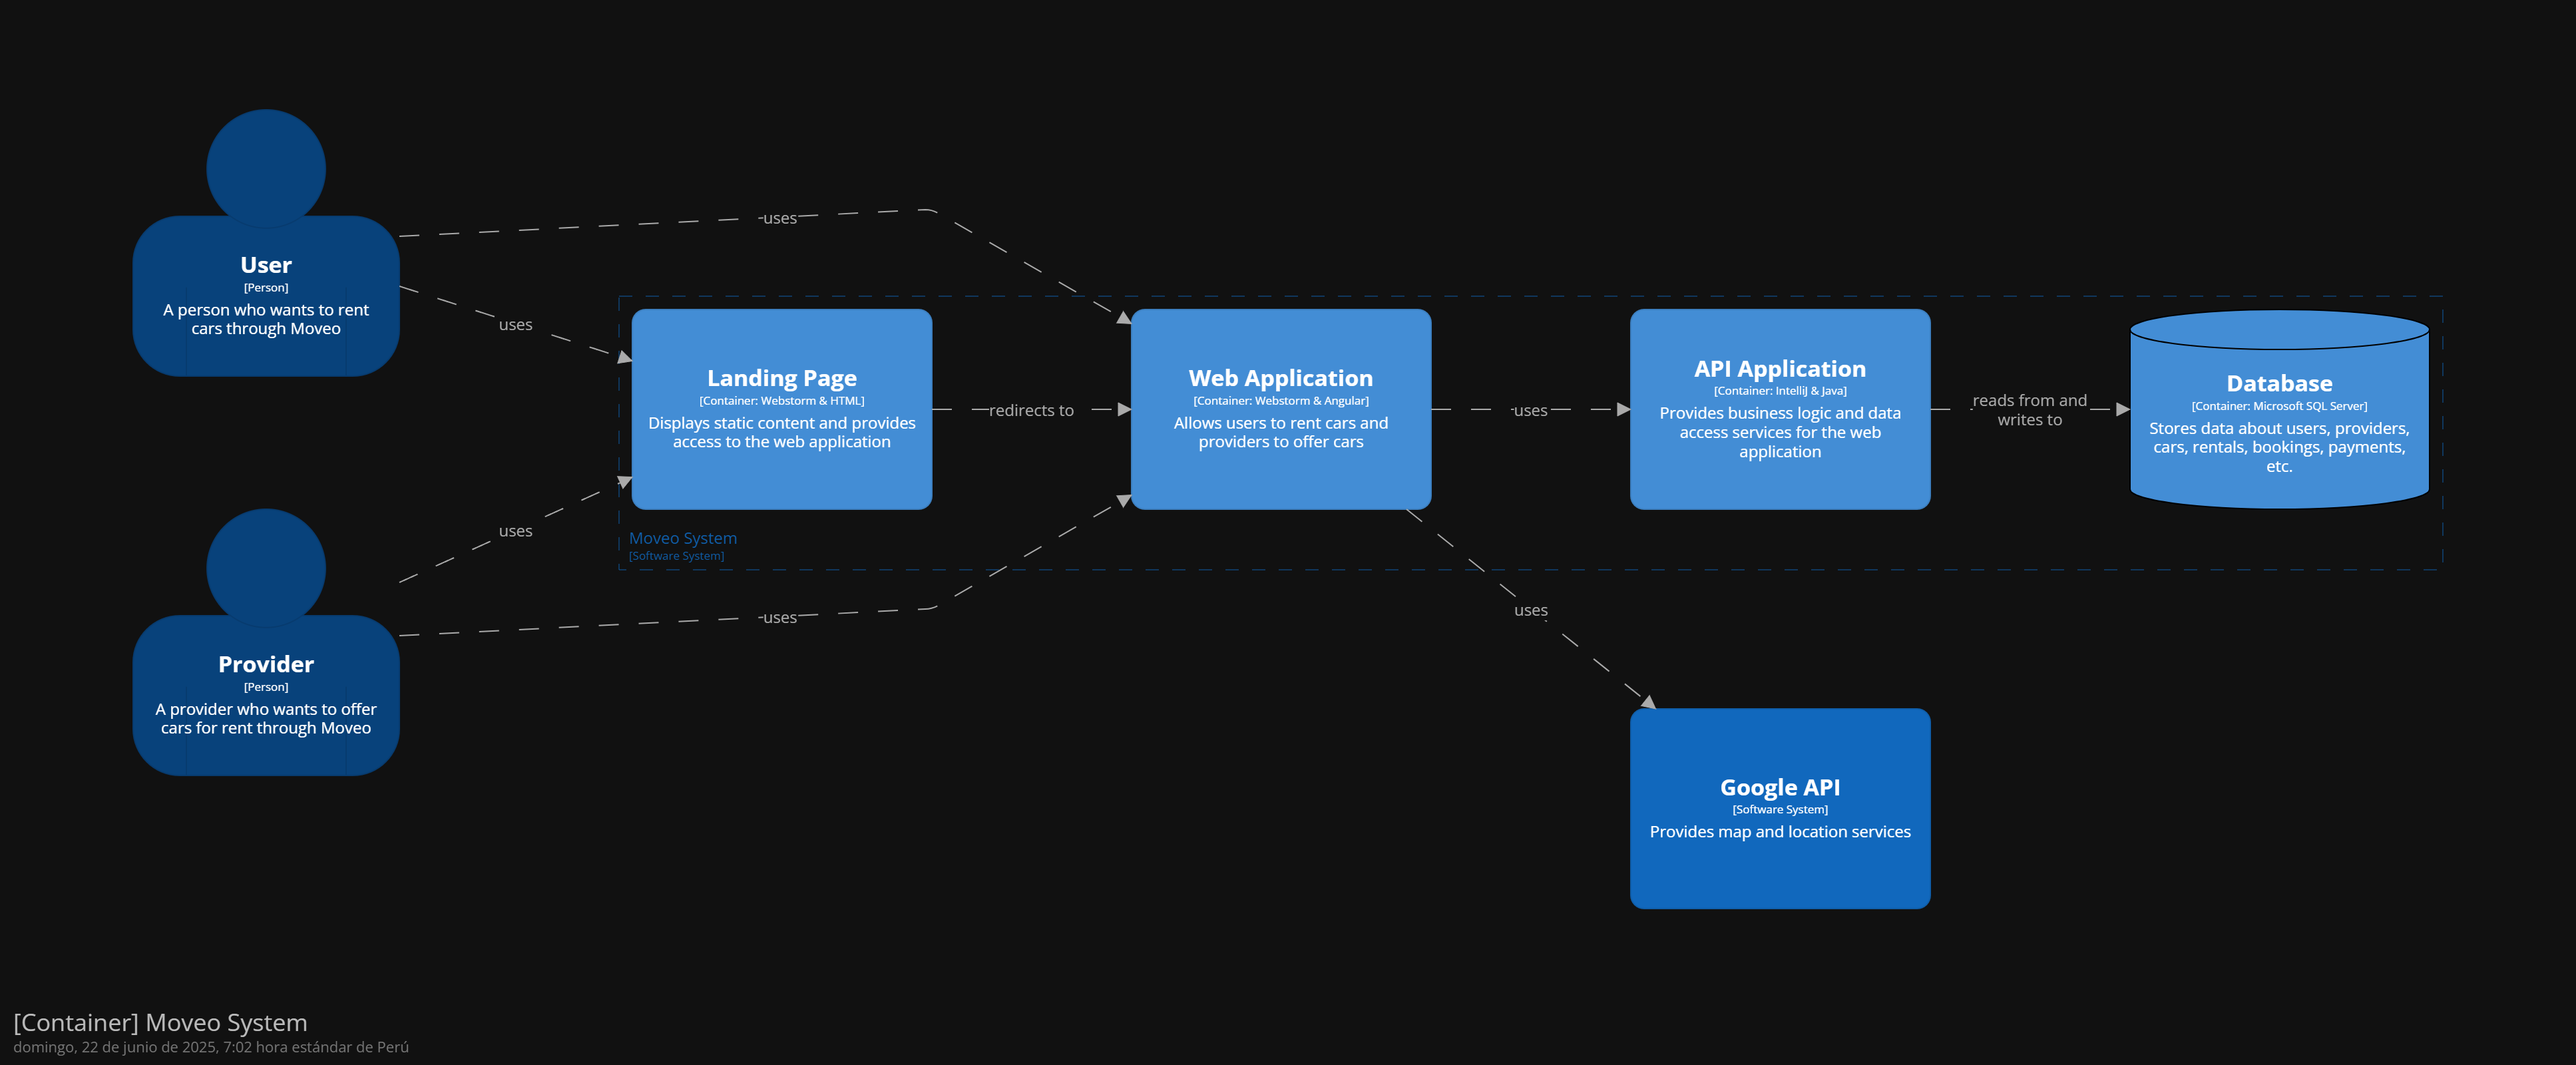 User
[Person]
A person who wants to rent
cars through Moveo
uses
uses
Landing Page
[Container: Webstorm & HTML]
Displays static content and provides
access to the web application
redirects to
Web Application
[Container: Webstorm & Angular]
Allows users to rent cars and
providers to offer cars
uses
API Application
[Container: IntelliJ & Java]
Provides business logic and data
access services for the web
application
reads from and
writes to
Database
[Container: Microsoft SQL Server]
Stores data about users, providers,
cars, rentals, bookings, payments,
etc.
Moveo System
[Software System]
uses
uses
Provider
[Person]
A provider who wants to offer
cars for rent through Moveo
uses
Google API
[Software System]
Provides map and location services
[Container] Moveo System
domingo, 22 de junio de 2025, 7:02 hora estándar de Perú